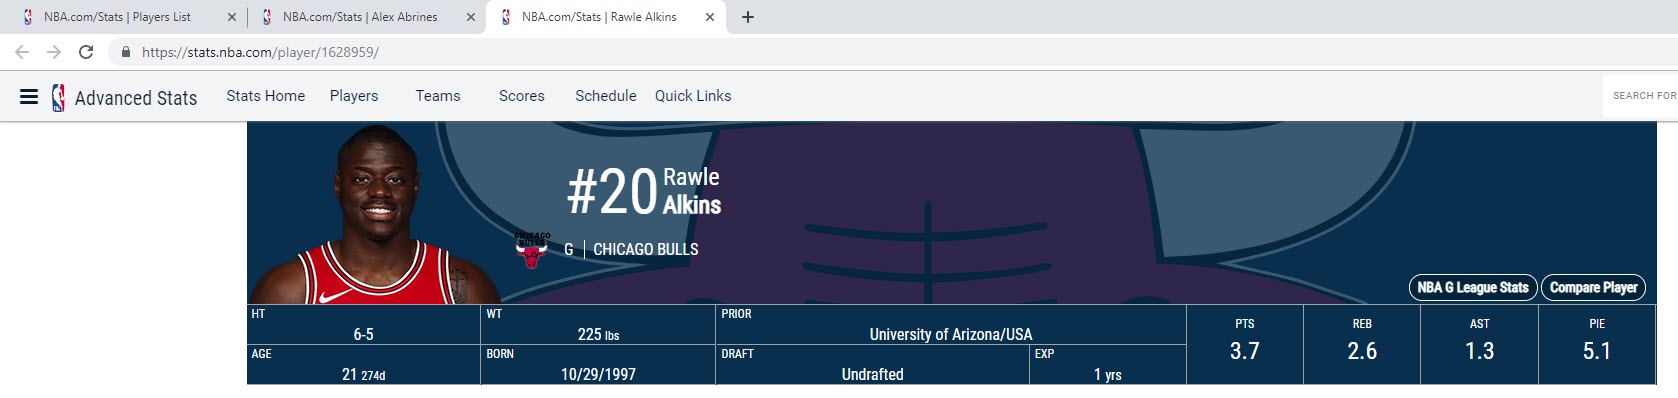 NBA.com/Stats | Players List
NBA.com/Stats | Alex Abrines
NBA.com/Stats | Rawle Alkins
https://stats.nba.com/player/1628959/
Advanced Stats Stats Home Players Teams Scores Schedule Quick Links SEARCH FOR
#20 Rawle
Alkins
CHICAGO
BULLS
G | CHICAGO BULLS
NBA G League Stats Compare Player
HT
6-5
WT
225 lbs
PRIOR
University of Arizona/USA
AGE
21 274d
BORN
10/29/1997
DRAFT
Undrafted
EXP
1 yrs
PTS
3.7
REB
2.6
AST
1.3
PIE
5.1